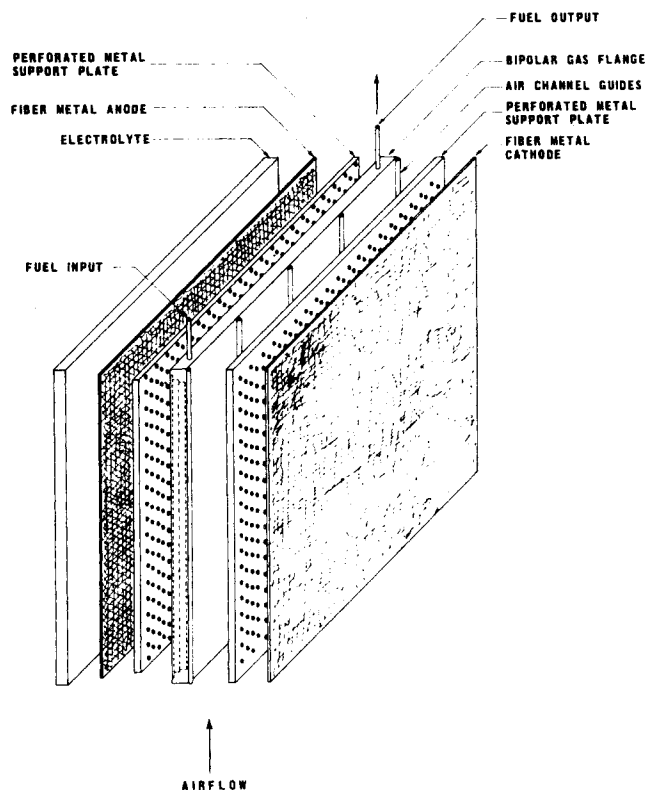 FUEL OUTPUT
PERFORATED METAL
SUPPORT PLATE
BIPOLAR GAS FLANGE
AIR CHANNEL GUIDES
FIBER METAL ANODE
PERFORATED METAL
SUPPORT PLATE
ELECTROLYTE
FIBER METAL
CATHODE
FUEL INPUT
AIRFLOW